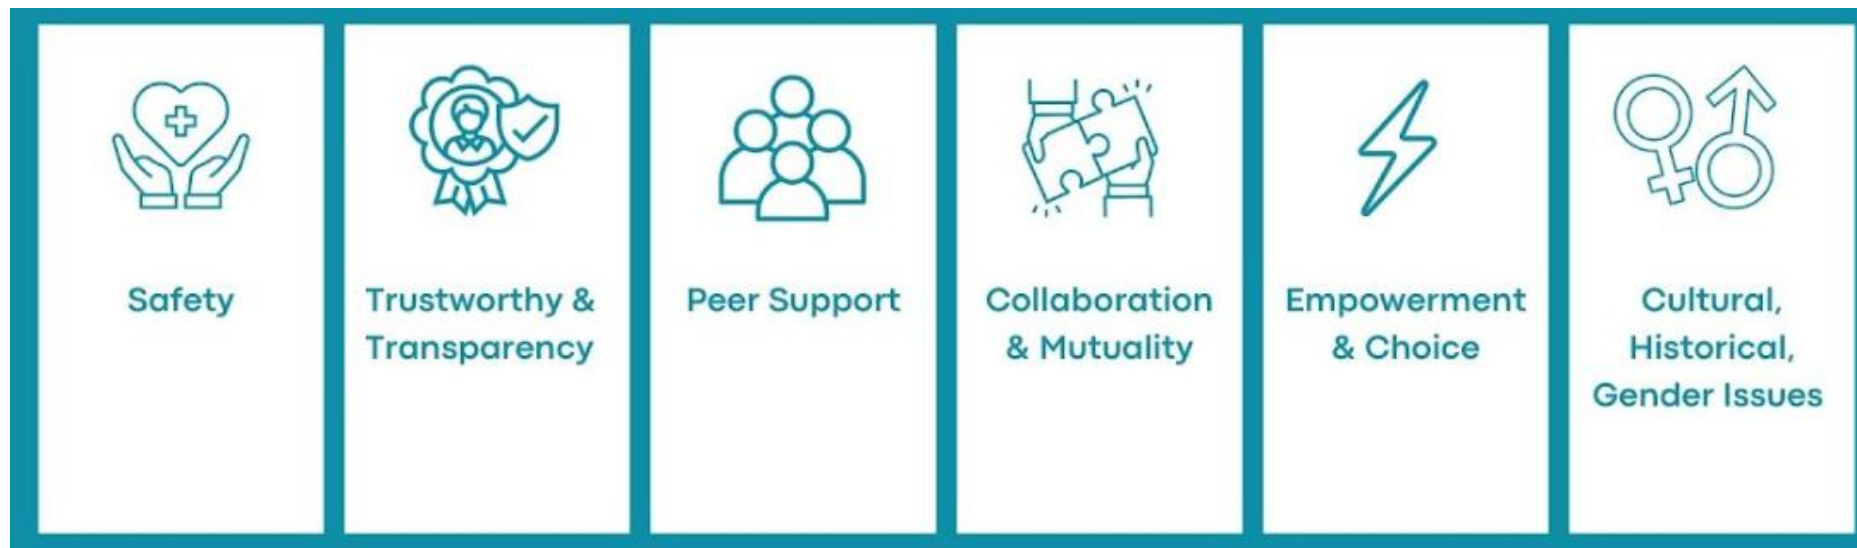 Safety
Trustworthy &
Transparency
Peer Support
Collaboration
& Mutuality
Empowerment
& Choice
Cultural,
Historical,
Gender Issues